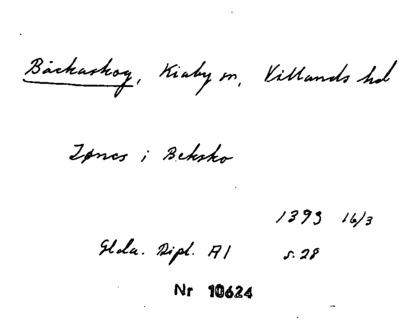 Bäckaskog, Kiaby sn, Villands hd
Jønes i Beksko
1393 16/3
Glda. Dipl. A1 s. 28
Nr 10624